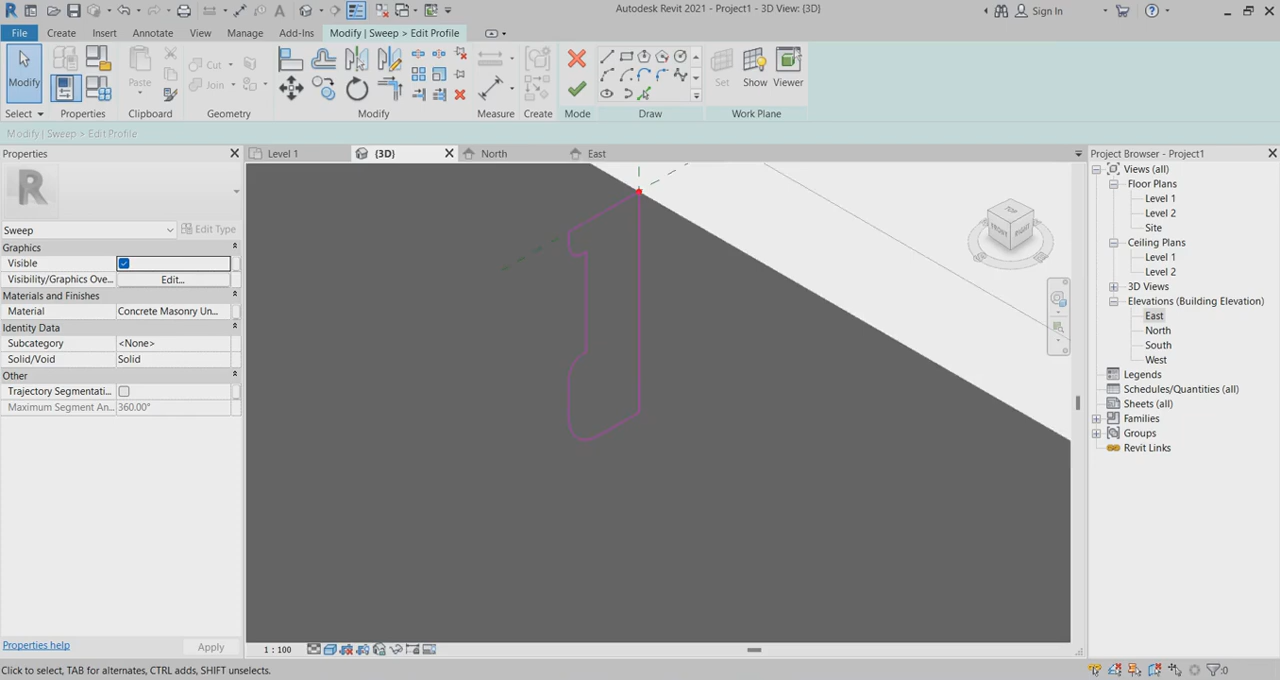 Autodesk Revit 2021 - Project1 - 3D View: {3D}
Sign In
File
Create
Insert
Annotate
View
Manage
Add-Ins
Modify | Sweep > Edit Profile
Modify
Paste
Cut
Join
Set
Show
Viewer
Select
Properties
Clipboard
Geometry
Modify
Measure
Create
Mode
Draw
Work Plane
Modify | Sweep > Edit Profile
Properties
Level 1
{3D}
North
East
Project Browser - Project1
Sweep
Edit Type
Graphics
Visible
Visibility/Graphics Ove...
Edit...
Materials and Finishes
Material
Concrete Masonry Un...
Identity Data
Subcategory
<None>
Solid/Void
Solid
Other
Trajectory Segmentati...
Maximum Segment An...
360.00°
TOP
FRONT
RIGHT
Views (all)
Floor Plans
Level 1
Level 2
Site
Ceiling Plans
Level 1
Level 2
3D Views
Elevations (Building Elevation)
East
North
South
West
Legends
Schedules/Quantities (all)
Sheets (all)
Families
Groups
Revit Links
Properties help
Apply
1 : 100
Click to select, TAB for alternates, CTRL adds, SHIFT unselects.
:0